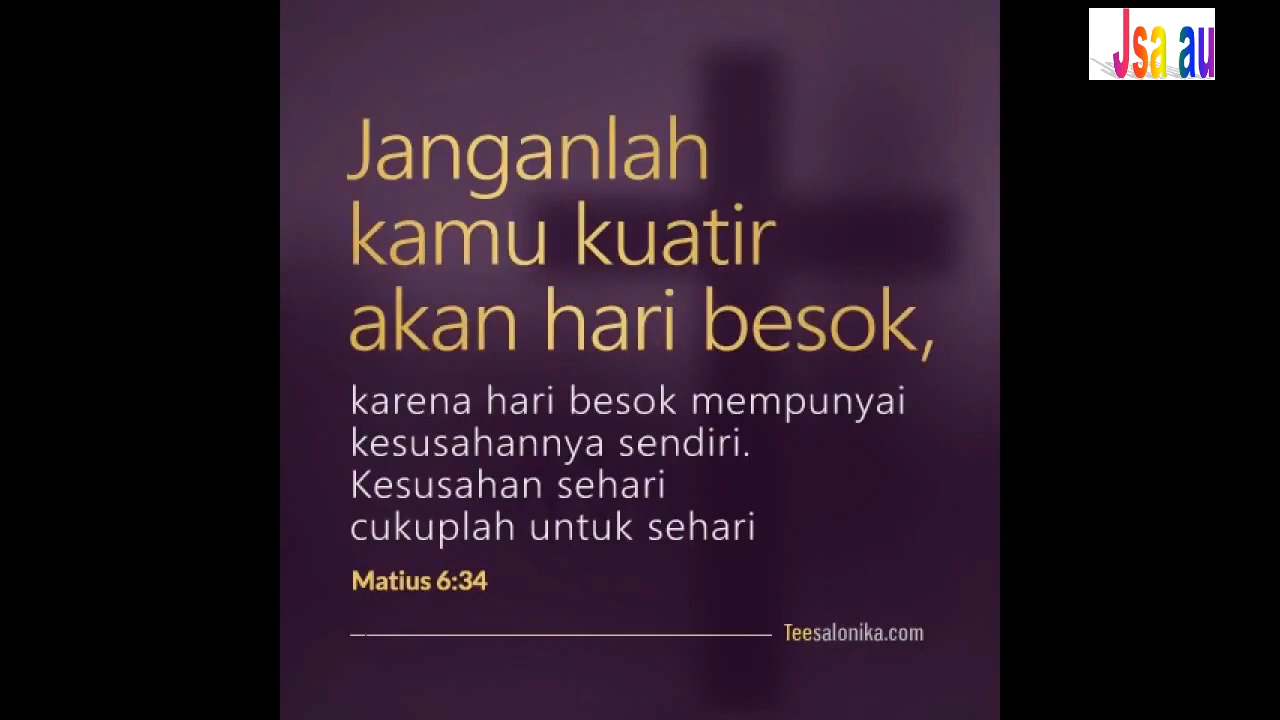 Jsa au
Janganlah
kamu kuatir
akan hari besok,
karena hari besok mempunyai
kesusahannya sendiri.
Kesusahan sehari
cukuplah untuk sehari
Matius 6:34
Teesalonika.com